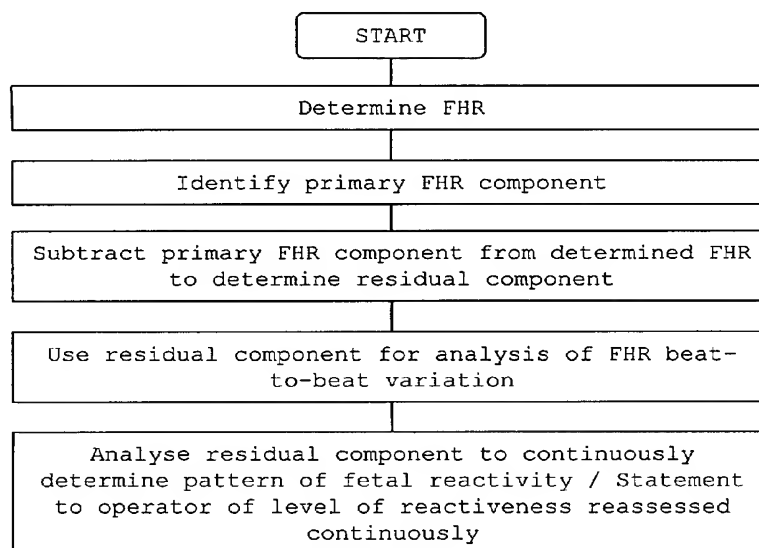 START
Determine FHR
Identify primary FHR component
Subtract primary FHR component from determined FHR
to determine residual component
Use residual component for analysis of FHR beat-
to-beat variation
Analyse residual component to continuously
determine pattern of fetal reactivity / Statement
to operator of level of reactiveness reassessed
continuously